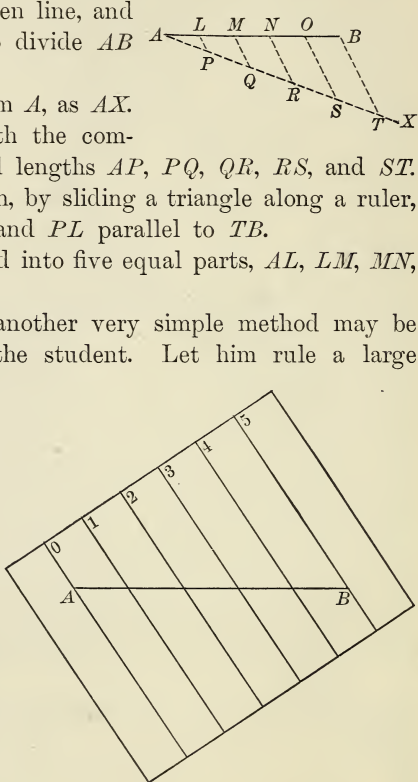 en line, and
divide AB
A L M N O B
P
Q
R
S
T X
m A, as AX.
th the com-
d lengths AP, PQ, QR, RS, and ST.
n, by sliding a triangle along a ruler,
and PL parallel to TB.
d into five equal parts, AL, LM, MN,
another very simple method may be
the student. Let him rule a large
0 1 2 3 4 5
A B